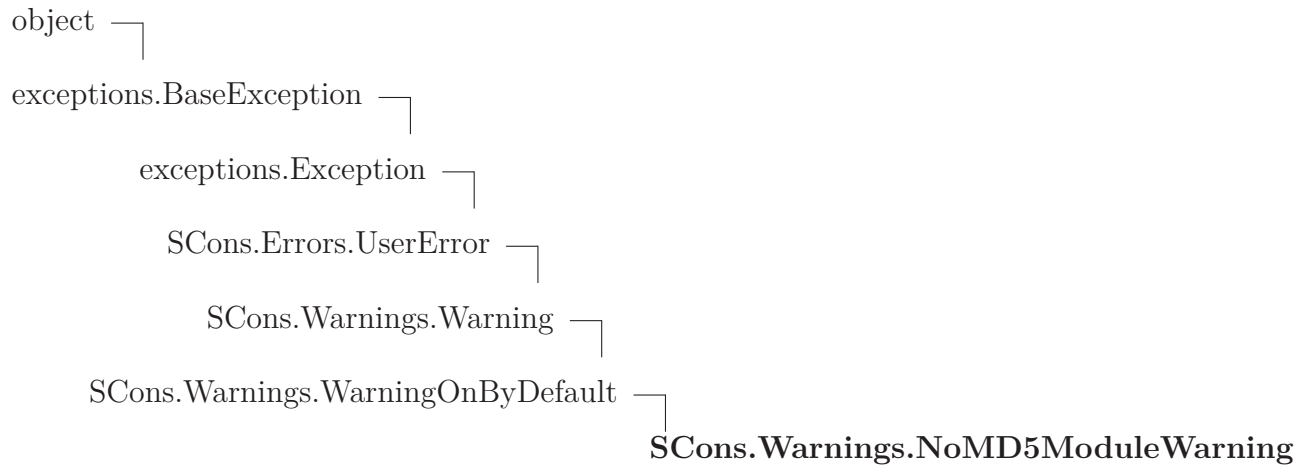 object
exceptions.BaseException
exceptions.Exception
SCons.Errors.UserError
SCons.Warnings.Warning
SCons.Warnings.WarningOnByDefault
SCons.Warnings.NoMD5ModuleWarning